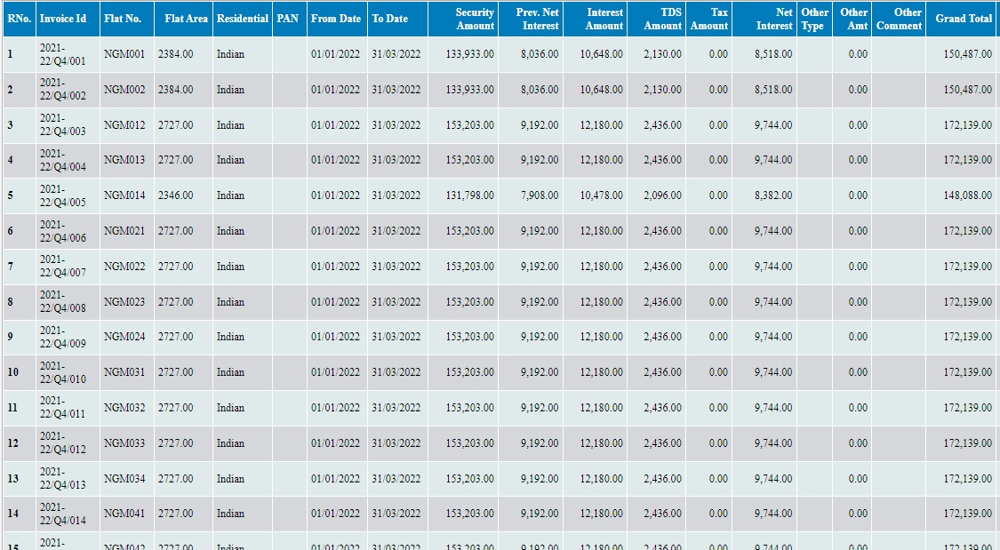 RNo. Invoice Id Flat No. Flat Area Residential PAN From Date To Date Security Amount Prev. Net Interest Interest Amount TDS Amount Tax Amount Net Interest Other Type Other Amt Other Comment Grand Total
1 2021-22/Q4/001 NGM001 2384.00 Indian 01/01/2022 31/03/2022 133,933.00 8,036.00 10,648.00 2,130.00 0.00 8,518.00 0.00 150,487.00
2 2021-22/Q4/002 NGM002 2384.00 Indian 01/01/2022 31/03/2022 133,933.00 8,036.00 10,648.00 2,130.00 0.00 8,518.00 0.00 150,487.00
3 2021-22/Q4/003 NGM012 2727.00 Indian 01/01/2022 31/03/2022 153,203.00 9,192.00 12,180.00 2,436.00 0.00 9,744.00 0.00 172,139.00
4 2021-22/Q4/004 NGM013 2727.00 Indian 01/01/2022 31/03/2022 153,203.00 9,192.00 12,180.00 2,436.00 0.00 9,744.00 0.00 172,139.00
5 2021-22/Q4/005 NGM014 2346.00 Indian 01/01/2022 31/03/2022 131,798.00 7,908.00 10,478.00 2,096.00 0.00 8,382.00 0.00 148,088.00
6 2021-22/Q4/006 NGM021 2727.00 Indian 01/01/2022 31/03/2022 153,203.00 9,192.00 12,180.00 2,436.00 0.00 9,744.00 0.00 172,139.00
7 2021-22/Q4/007 NGM022 2727.00 Indian 01/01/2022 31/03/2022 153,203.00 9,192.00 12,180.00 2,436.00 0.00 9,744.00 0.00 172,139.00
8 2021-22/Q4/008 NGM023 2727.00 Indian 01/01/2022 31/03/2022 153,203.00 9,192.00 12,180.00 2,436.00 0.00 9,744.00 0.00 172,139.00
9 2021-22/Q4/009 NGM024 2727.00 Indian 01/01/2022 31/03/2022 153,203.00 9,192.00 12,180.00 2,436.00 0.00 9,744.00 0.00 172,139.00
10 2021-22/Q4/010 NGM031 2727.00 Indian 01/01/2022 31/03/2022 153,203.00 9,192.00 12,180.00 2,436.00 0.00 9,744.00 0.00 172,139.00
11 2021-22/Q4/011 NGM032 2727.00 Indian 01/01/2022 31/03/2022 153,203.00 9,192.00 12,180.00 2,436.00 0.00 9,744.00 0.00 172,139.00
12 2021-22/Q4/012 NGM033 2727.00 Indian 01/01/2022 31/03/2022 153,203.00 9,192.00 12,180.00 2,436.00 0.00 9,744.00 0.00 172,139.00
13 2021-22/Q4/013 NGM034 2727.00 Indian 01/01/2022 31/03/2022 153,203.00 9,192.00 12,180.00 2,436.00 0.00 9,744.00 0.00 172,139.00
14 2021-22/Q4/014 NGM041 2727.00 Indian 01/01/2022 31/03/2022 153,203.00 9,192.00 12,180.00 2,436.00 0.00 9,744.00 0.00 172,139.00
15 2021- NGM042 2727.00 Indian 01/01/2022 31/03/2022 153,203.00 9,192.00 12,180.00 2,436.00 0.00 9,744.00 0.00 172,139.00